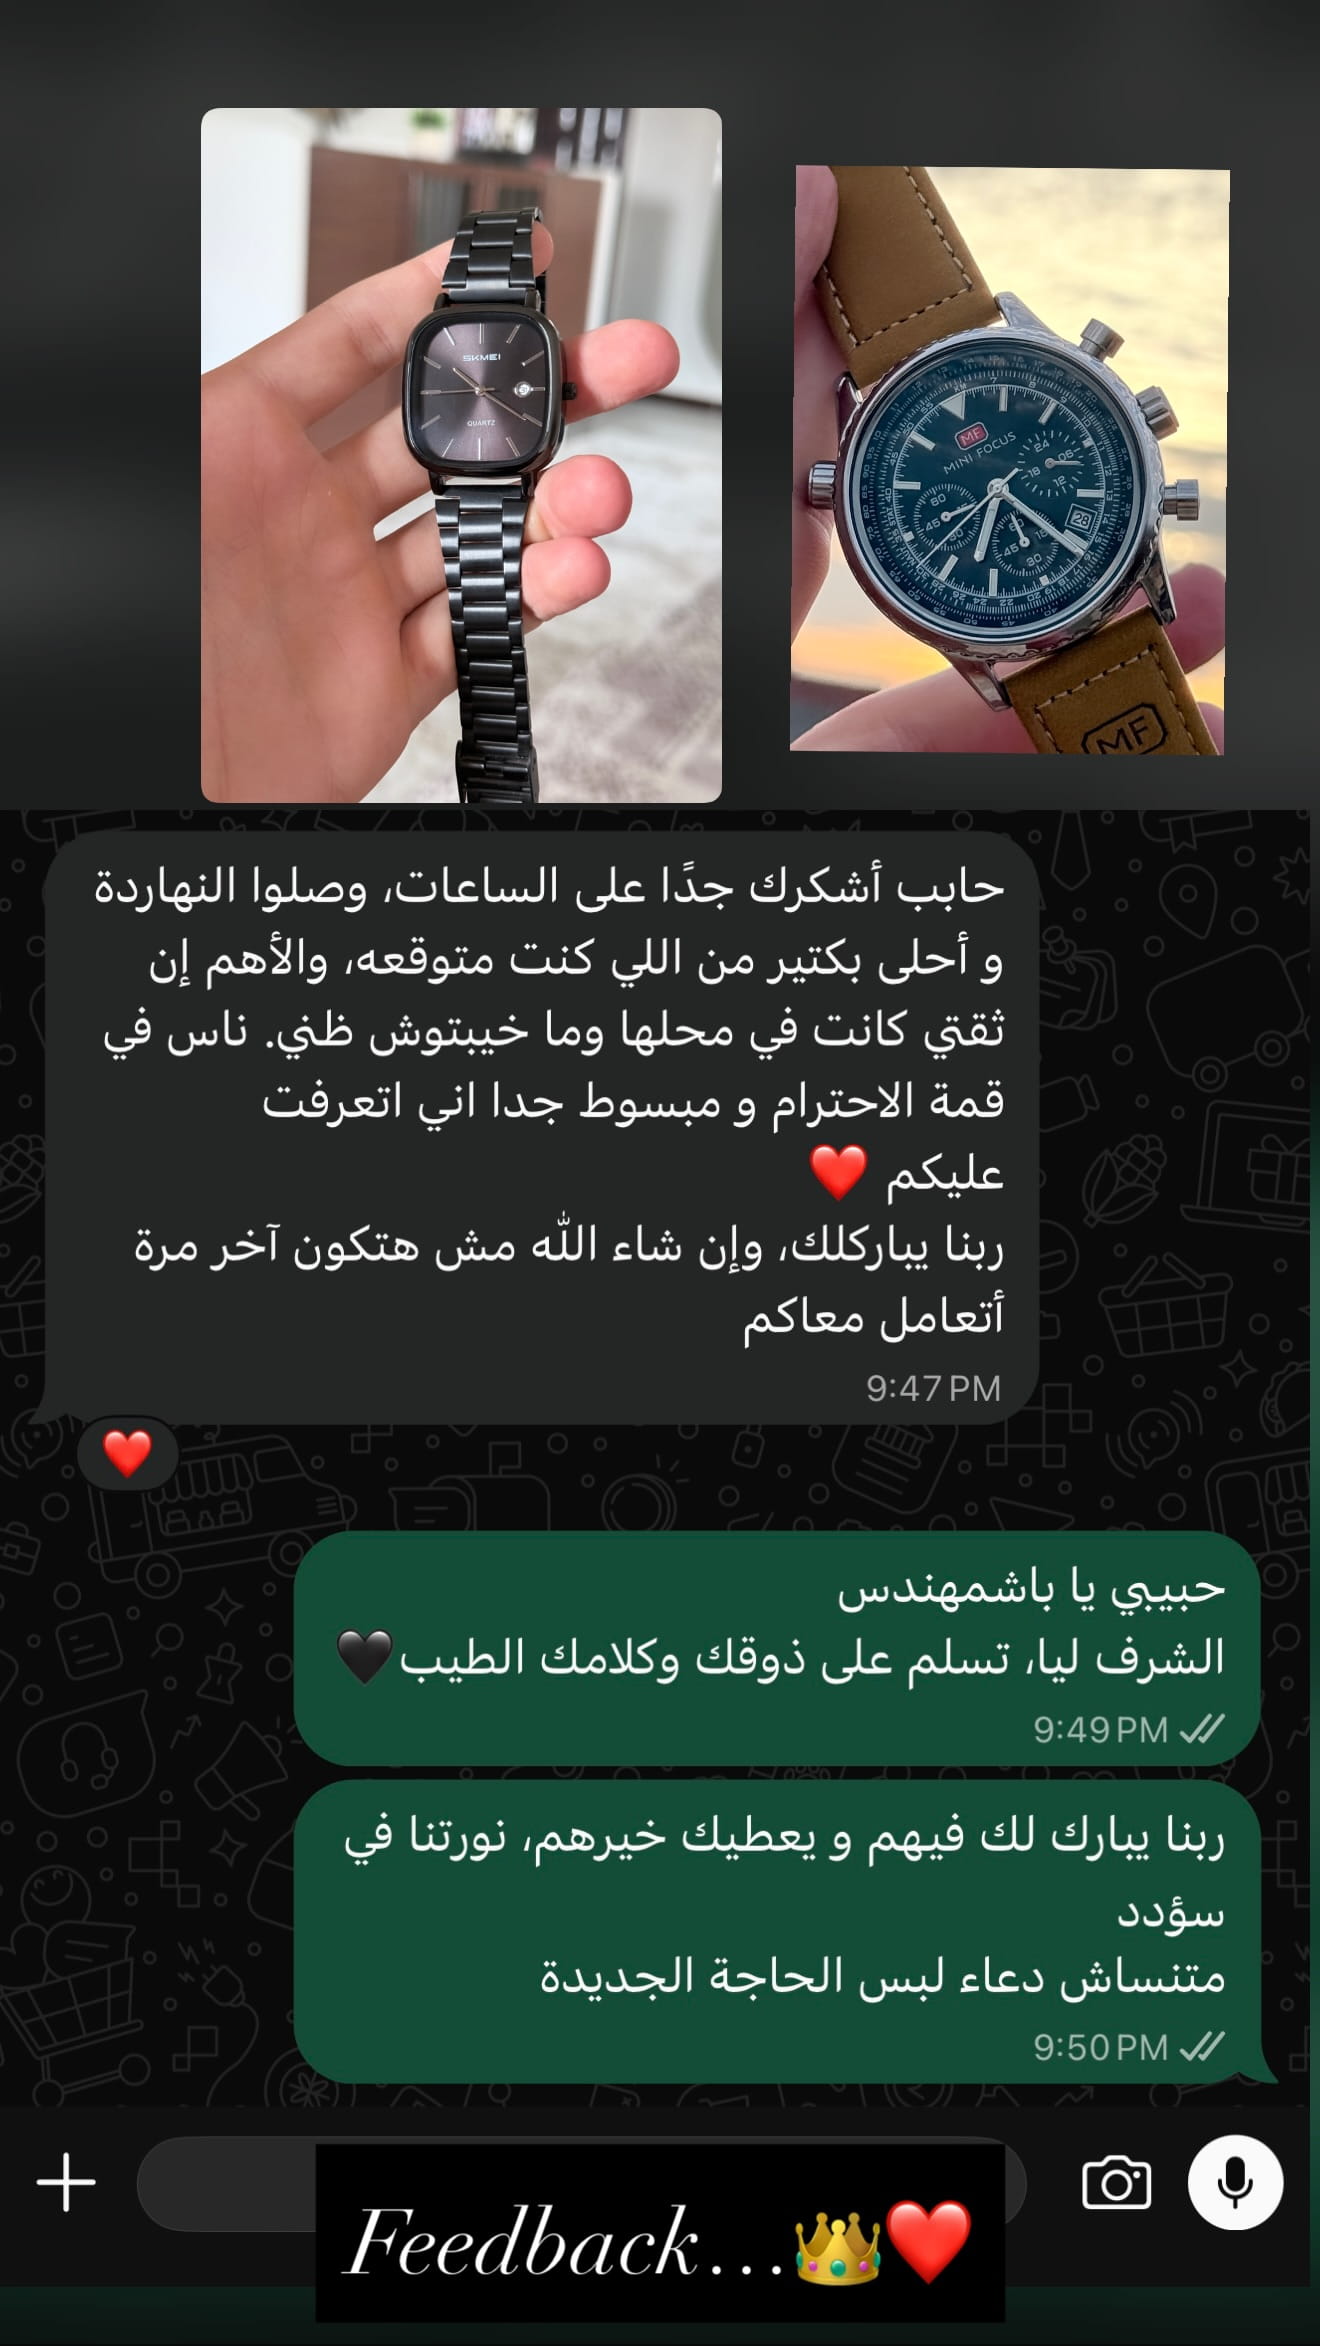 SKMEI
QUARTZ
MF
MINI FOCUS
28
MF
حابب أشكرك جدًا على الساعات، وصلوا النهاردة
و أحلى بكتير من اللي كنت متوقعه، والأهم إن
ثقتي كانت في محلها وما خيبتوش ظني. ناس في
قمة الاحترام و مبسوط جدا اني اتعرفت
عليكم ❤️
ربنا يباركلك، وإن شاء الله مش هتكون آخر مرة
أتعامل معاكم
9:47 PM
❤️
حبيبي يا باشمهندس
الشرف ليا، تسلم على ذوقك وكلامك الطيب🖤
9:49 PM
ربنا يبارك لك فيهم و يعطيك خيرهم، نورتنا في
سؤدد
متنساش دعاء لبس الحاجة الجديدة
9:50 PM
Feedback...👑❤️